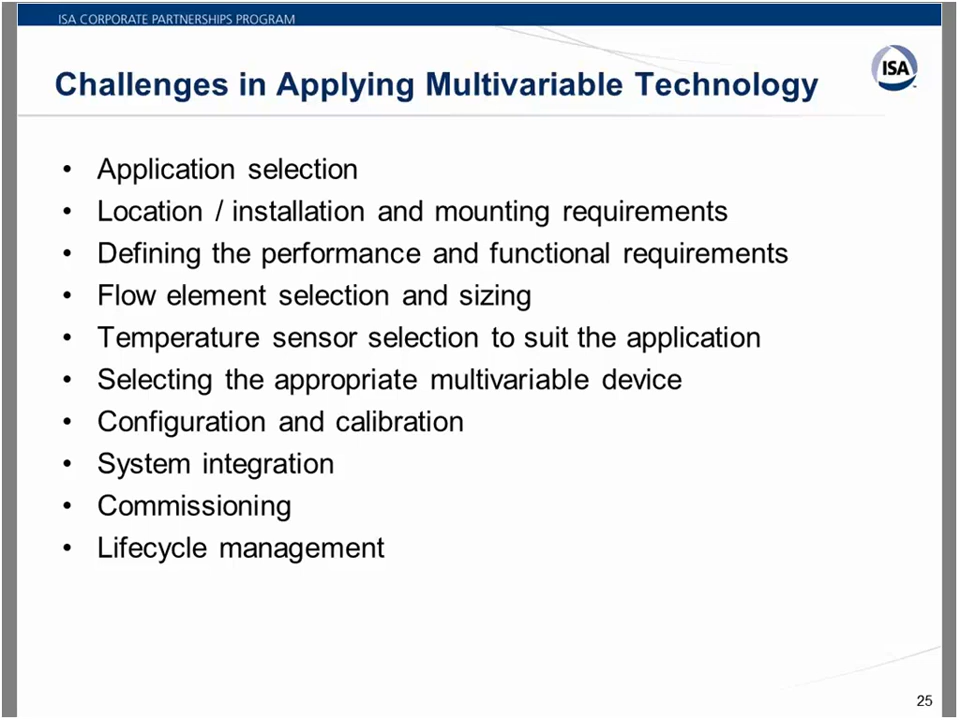 ISA CORPORATE PARTNERSHIPS PROGRAM
Challenges in Applying Multivariable Technology
ISA
• Application selection
• Location / installation and mounting requirements
• Defining the performance and functional requirements
• Flow element selection and sizing
• Temperature sensor selection to suit the application
• Selecting the appropriate multivariable device
• Configuration and calibration
• System integration
• Commissioning
• Lifecycle management
25